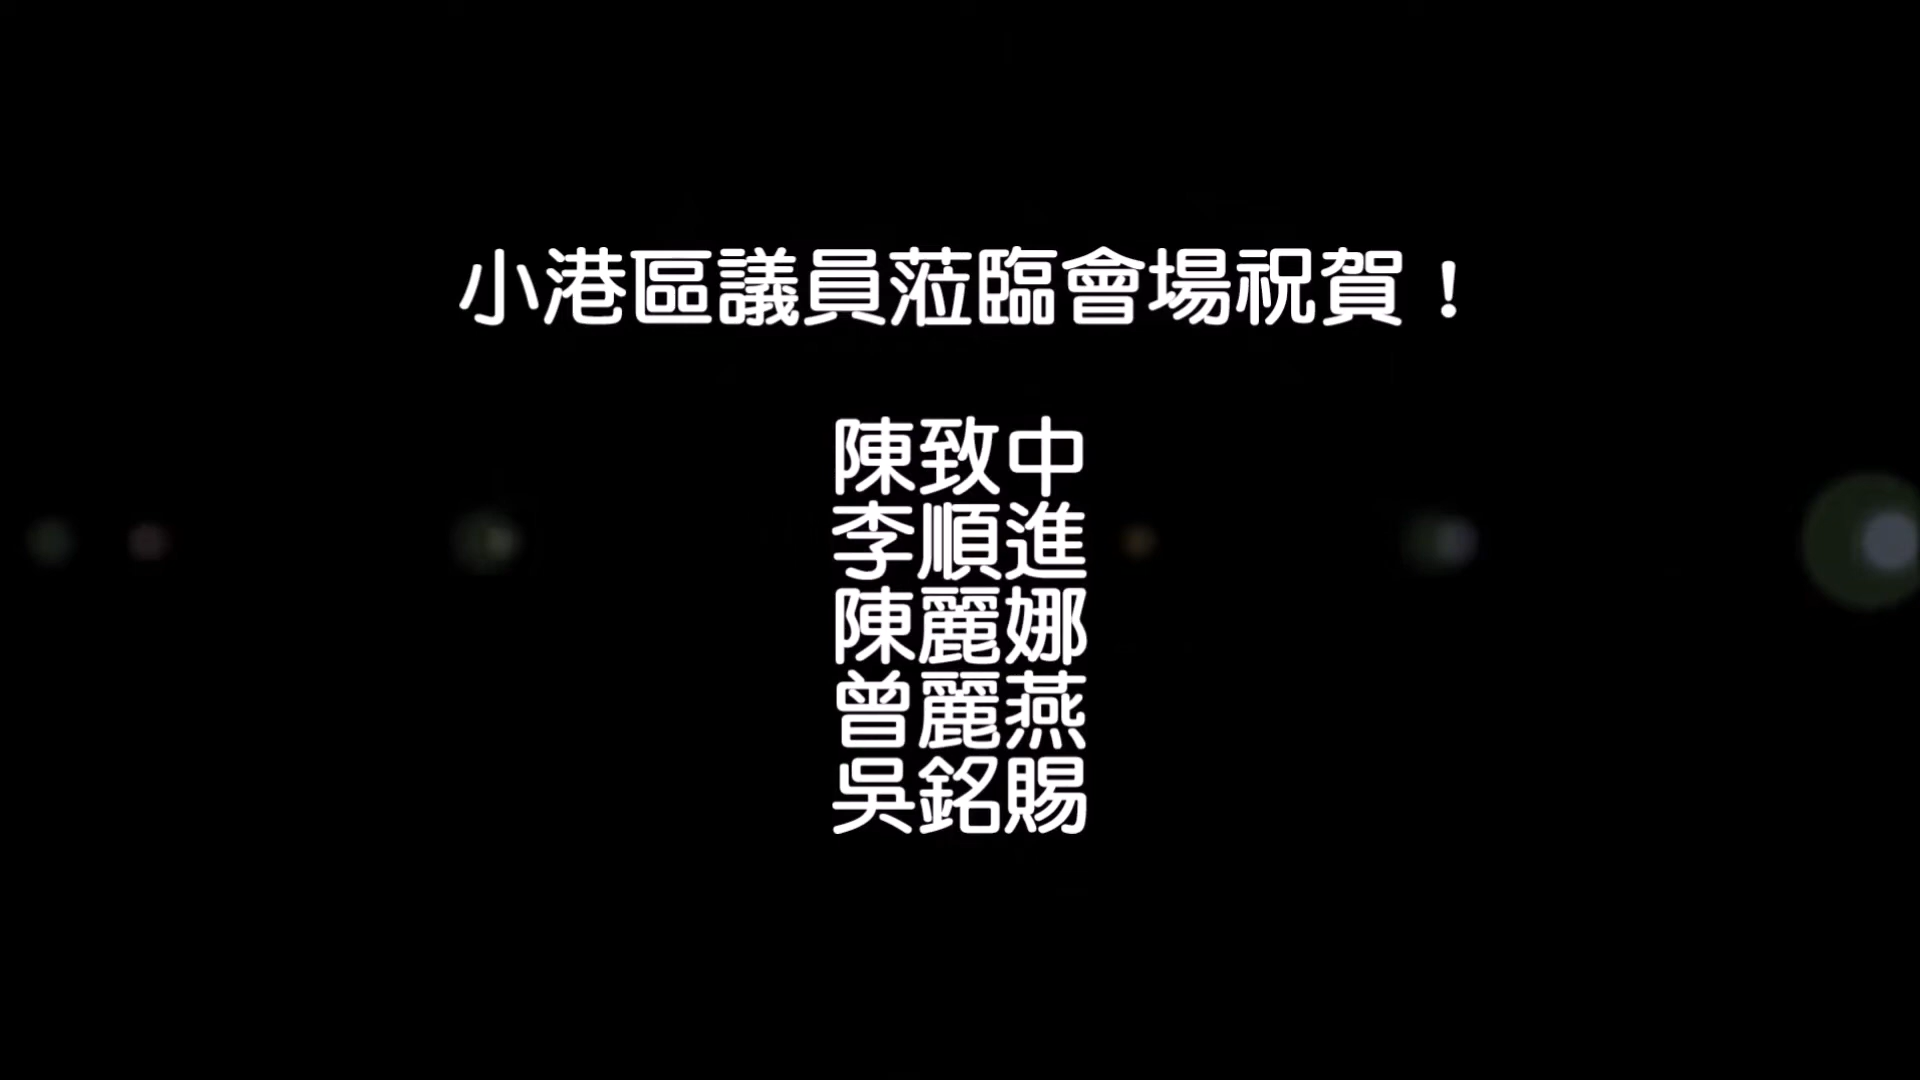 小港區議員蒞臨會場祝賀！
陳致中
李順進
陳麗娜
曾麗燕
吳銘賜